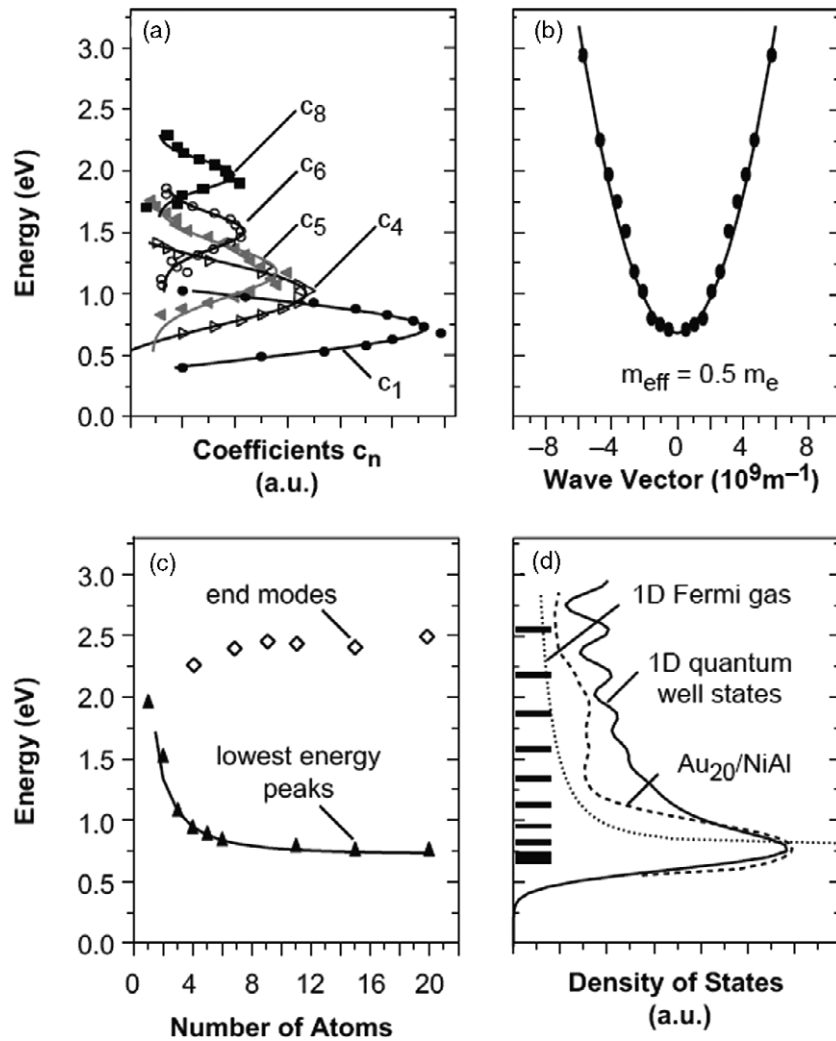 (a)
3.0
2.5
2.0
1.5
1.0
0.5
0.0
Energy (eV)
c8
c6
c5
c4
c1
Coefficients cn
(a.u.)
(b)
meff = 0.5 me
−8 −4 0 4 8
Wave Vector (10⁹m⁻¹)
(c)
3.0
2.5
2.0
1.5
1.0
0.5
0.0
Energy (eV)
end modes
lowest energy
peaks
0 4 8 12 16 20
Number of Atoms
(d)
1D Fermi gas
1D quantum
well states
Au20/NiAl
Density of States
(a.u.)